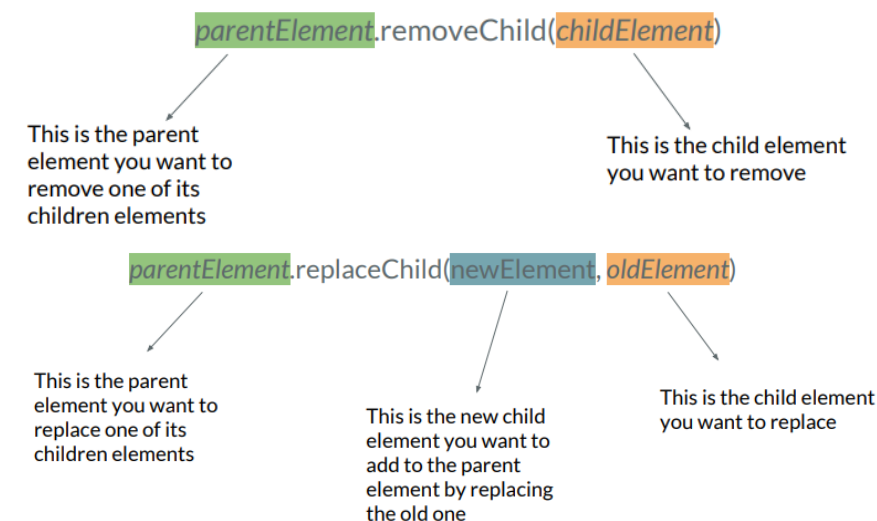 parentElement.removeChild(childElement)
This is the parent
element you want to
remove one of its
children elements
This is the child element
you want to remove
parentElement.replaceChild(newElement, oldElement)
This is the parent
element you want to
replace one of its
children elements
This is the new child
element you want to
add to the parent
element by replacing
the old one
This is the child element
you want to replace